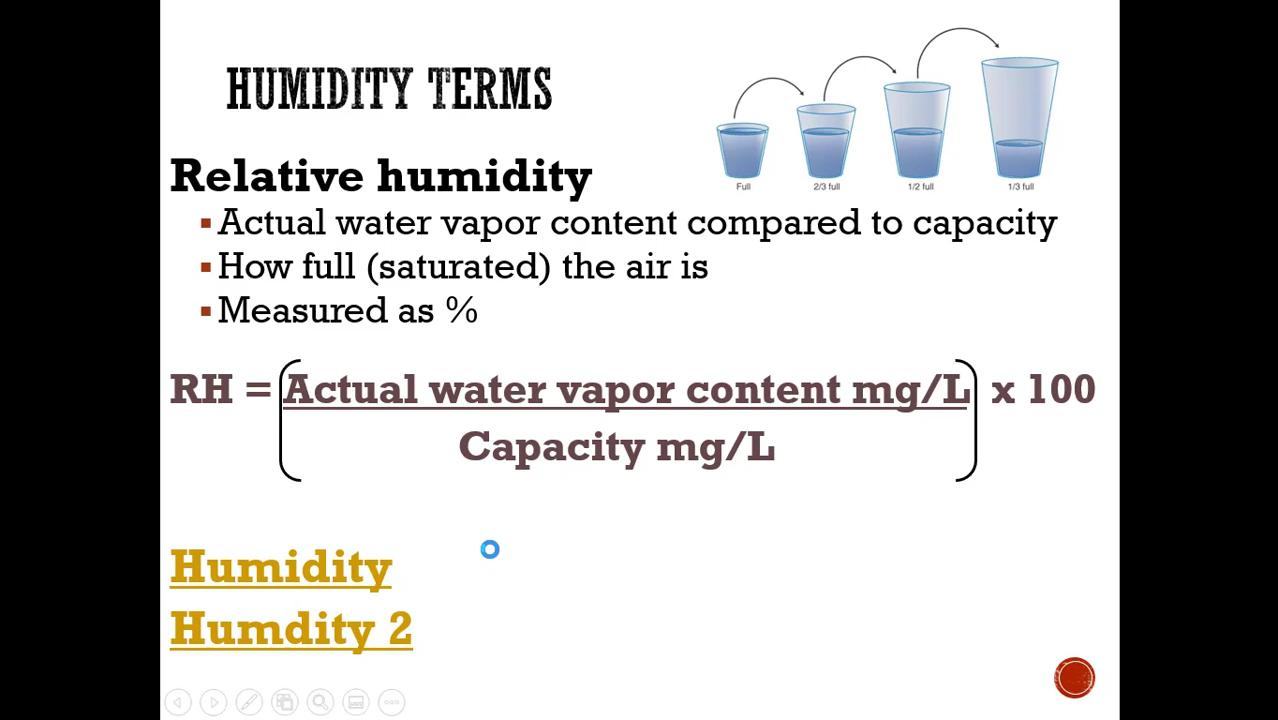 HUMIDITY TERMS
Full
2/3 full
1/2 full
1/3 full
Relative humidity
Actual water vapor content compared to capacity
How full (saturated) the air is
Measured as %
RH = Actual water vapor content mg/L x 100
Capacity mg/L
Humidity
Humdity 2